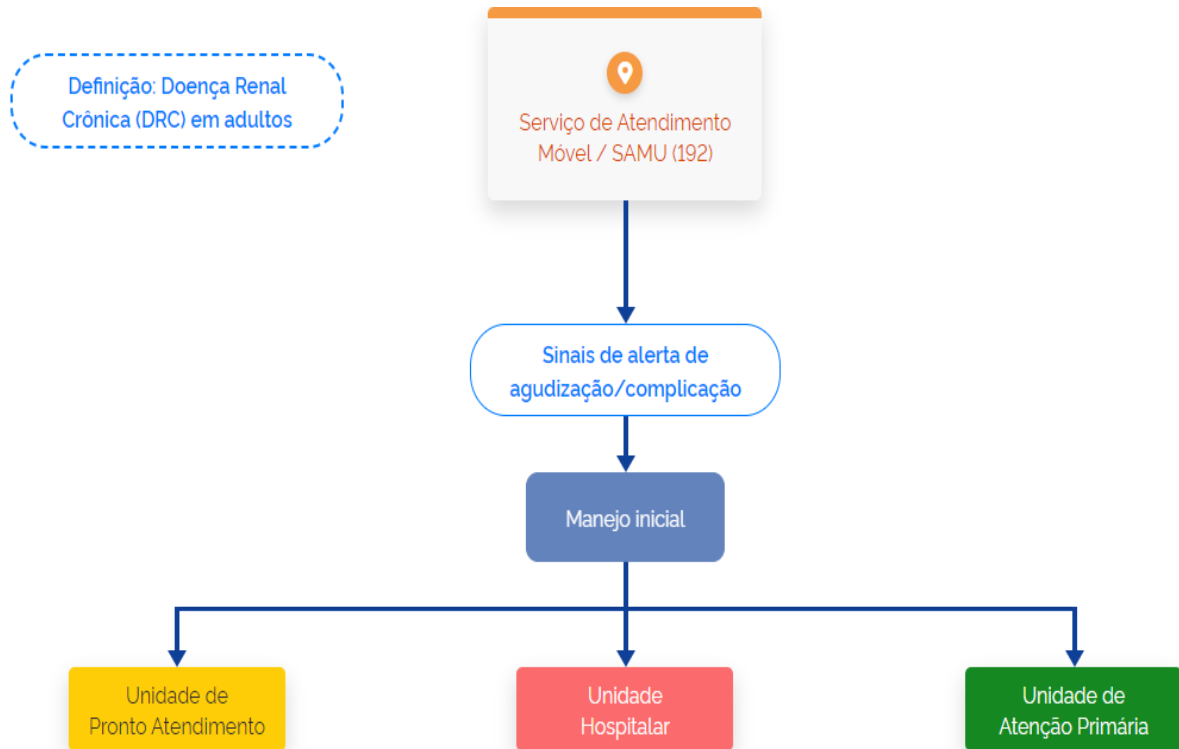 Definição: Doença Renal
Crônica (DRC) em adultos
Serviço de Atendimento
Móvel / SAMU (192)
Sinais de alerta de
agudização/complicação
Manejo inicial
Unidade de
Pronto Atendimento
Unidade
Hospitalar
Unidade de
Atenção Primária